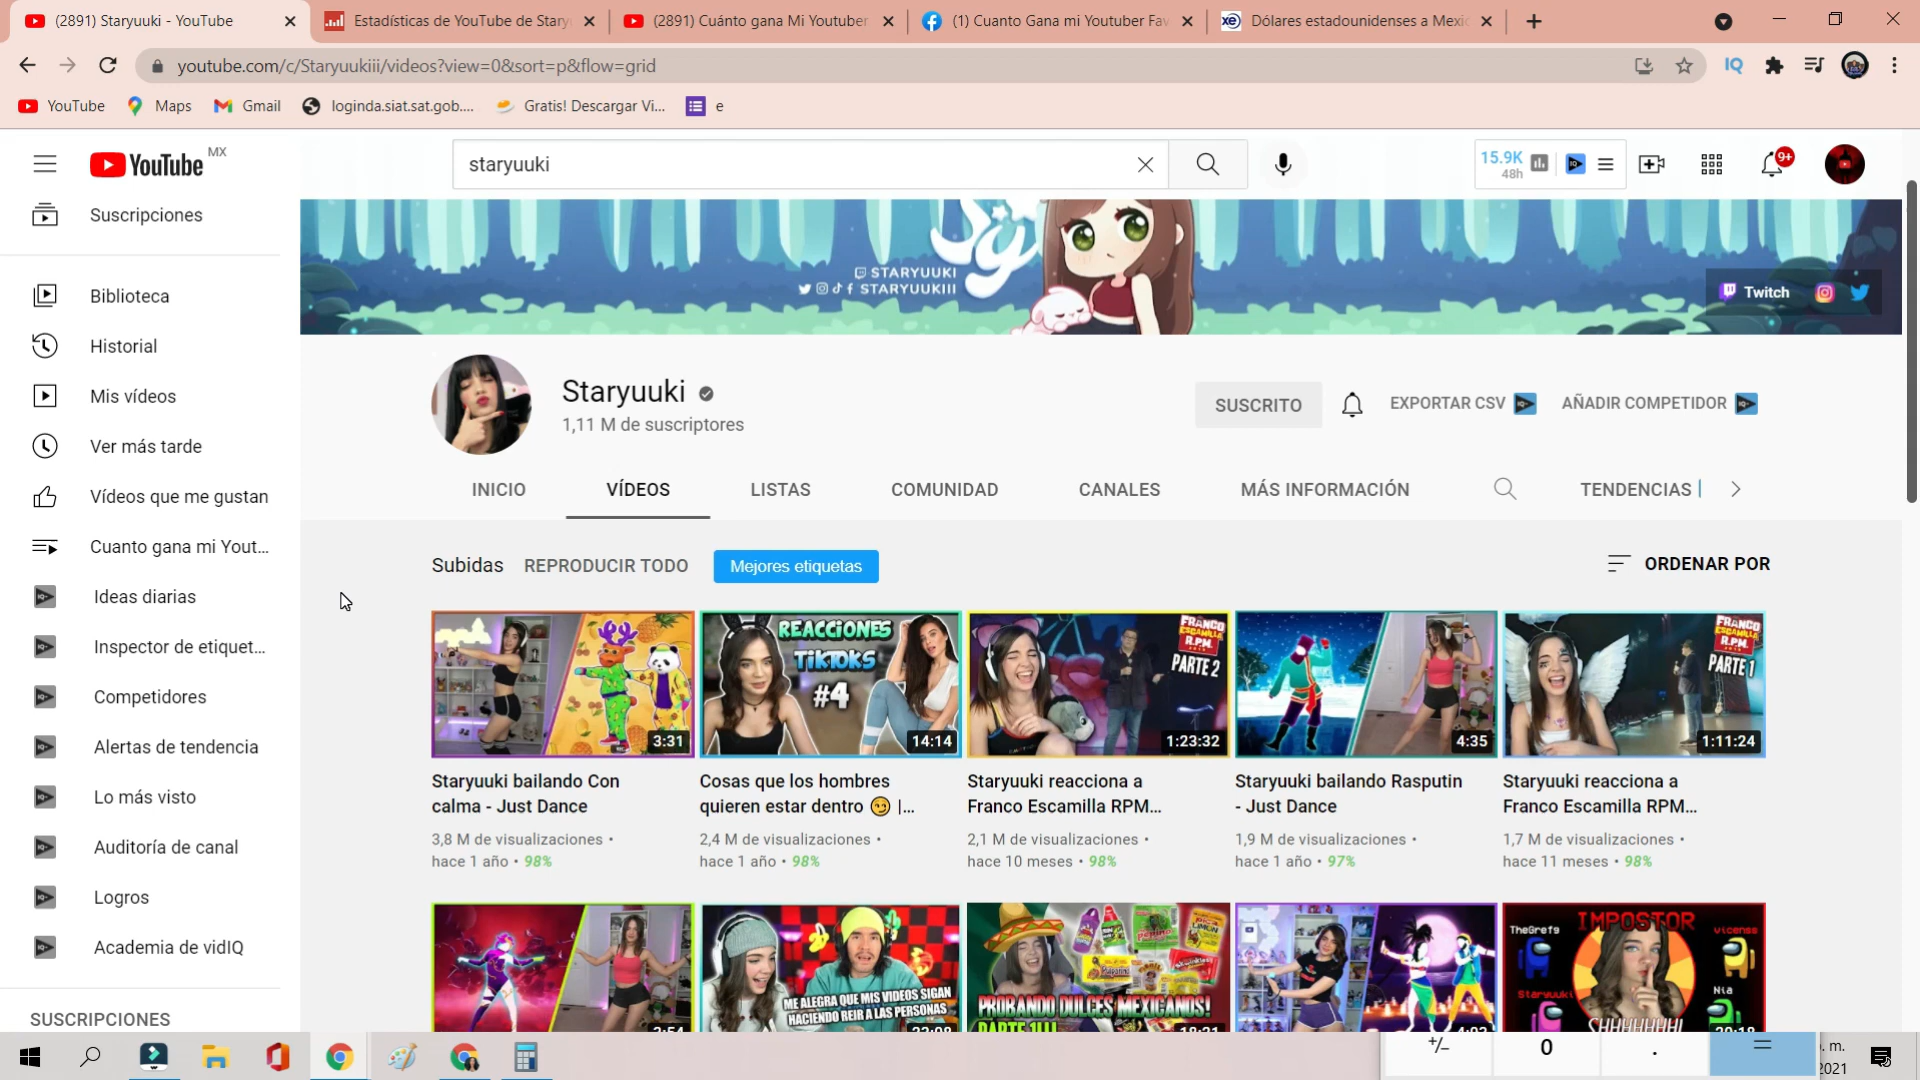 (2891) Staryuuki - YouTube
Estadísticas de YouTube de Stary
(2891) Cuánto gana Mi Youtuber
(1) Cuanto Gana mi Youtuber Fav
Dólares estadounidenses a Mexic
youtube.com/c/Staryuukiii/videos?view=0&sort=p&flow=grid
YouTube
Maps
Gmail
loginda.siat.sat.gob....
Gratis! Descargar Vi...
e
YouTube MX
staryuuki
15.9K
48h
9+
Suscripciones
Biblioteca
Historial
Mis vídeos
Ver más tarde
Vídeos que me gustan
Cuanto gana mi Yout...
Ideas diarias
Inspector de etiquet...
Competidores
Alertas de tendencia
Lo más visto
Auditoría de canal
Logros
Academia de vidIQ
SUSCRIPCIONES
Sy
STARYUUKI
STARYUUKIII
Twitch
Staryuuki
1,11 M de suscriptores
SUSCRITO
EXPORTAR CSV
AÑADIR COMPETIDOR
INICIO
VÍDEOS
LISTAS
COMUNIDAD
CANALES
MÁS INFORMACIÓN
TENDENCIAS
Subidas
REPRODUCIR TODO
Mejores etiquetas
ORDENAR POR
3:31
Staryuuki bailando Con
calma - Just Dance
3,8 M de visualizaciones •
hace 1 año • 98%
REACCIONES
TIKTOKS
#4
14:14
Cosas que los hombres
quieren estar dentro 😏 |...
2,4 M de visualizaciones •
hace 1 año • 98%
FRANCO
ESCAMILLA
R.P.M.
PARTE 2
1:23:32
Staryuuki reacciona a
Franco Escamilla RPM...
2,1 M de visualizaciones •
hace 10 meses • 98%
4:35
Staryuuki bailando Rasputin
- Just Dance
1,9 M de visualizaciones •
hace 1 año • 97%
FRANCO
ESCAMILLA
R.P.M.
PARTE 1
1:11:24
Staryuuki reacciona a
Franco Escamilla RPM...
1,7 M de visualizaciones •
hace 11 meses • 98%
ME ALEGRA QUE MIS VIDEOS SIGAN
HACIENDO REIR A LAS PERSONAS
PROBANDO DULCES MEXICANOS!
PARTE 1!!!
IMPOSTOR
TheGrefg
vicense
Staryuuki
Nia
SHHHHHHH!
+/-
0
.
=
. m.
2021